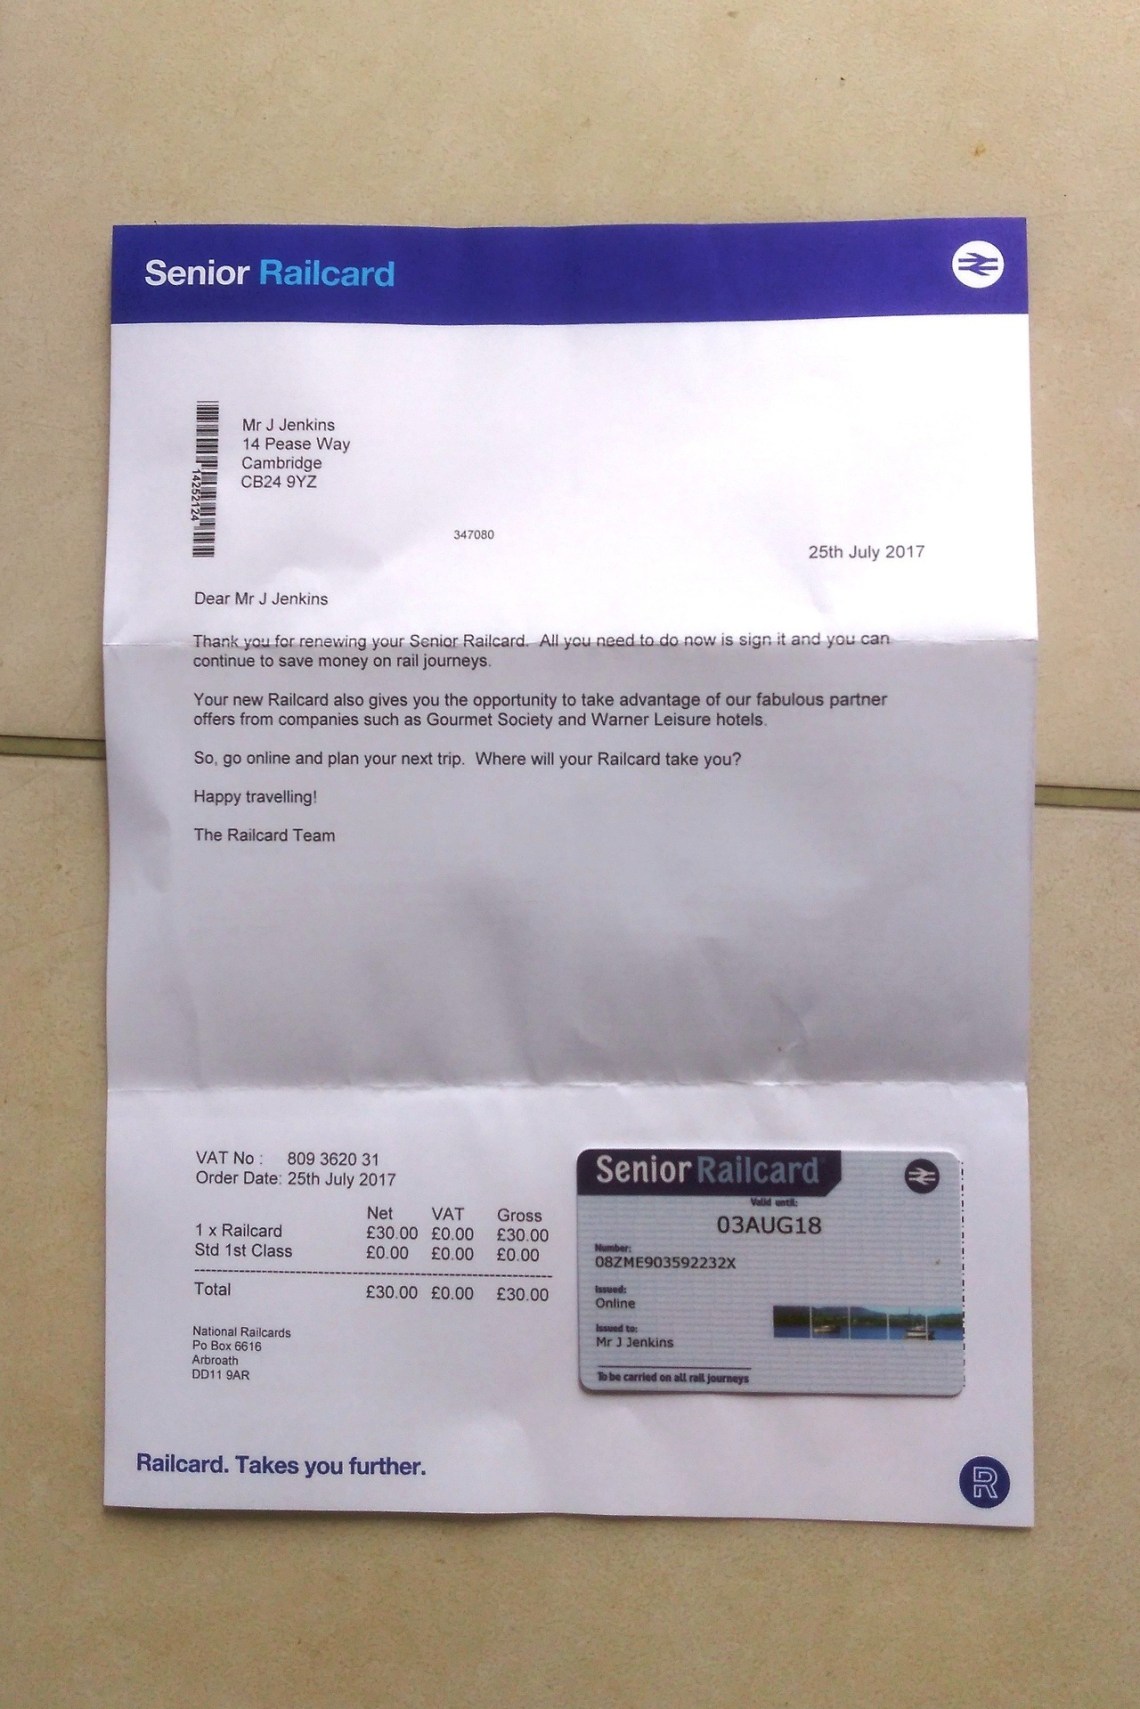 Senior Railcard
Mr J Jenkins
14 Pease Way
Cambridge
CB24 9YZ
14252124
347080
25th July 2017
Dear Mr J Jenkins
Thank you for renewing your Senior Railcard. All you need to do now is sign it and you can
continue to save money on rail journeys.
Your new Railcard also gives you the opportunity to take advantage of our fabulous partner
offers from companies such as Gourmet Society and Warner Leisure hotels.
So, go online and plan your next trip. Where will your Railcard take you?
Happy travelling!
The Railcard Team
VAT No : 809 3620 31
Order Date: 25th July 2017
Net VAT Gross
1 x Railcard £30.00 £0.00 £30.00
Std 1st Class £0.00 £0.00 £0.00
Total £30.00 £0.00 £30.00
National Railcards
Po Box 6616
Arbroath
DD11 9AR
Senior Railcard
Valid until:
03AUG18
Number:
08ZME903592232X
Issued:
Online
Issued to:
Mr J Jenkins
To be carried on all rail journeys
Railcard. Takes you further.
R